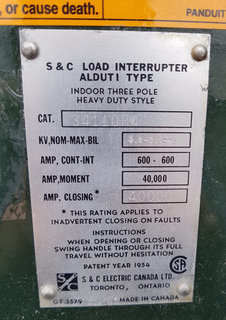 or cause death.
PANDUIT
S & C LOAD INTERRUPTER
ALDUTI TYPE
INDOOR THREE POLE
HEAVY DUTY STYLE
CAT.
KV,NOM-MAX-BIL
AMP, CONT-INT 600 - 600
AMP,MOMENT 40,000
AMP, CLOSING*
* THIS RATING APPLIES TO
INADVERTENT CLOSING ON FAULTS
INSTRUCTIONS
WHEN OPENING OR CLOSING
SWING HANDLE THROUGH ITS FULL
TRAVEL WITHOUT HESITATION
PATENT YEAR 1954
S & C ELECTRIC CANADA LTD.
TORONTO, ONTARIO
GT-3579 MADE IN CANADA